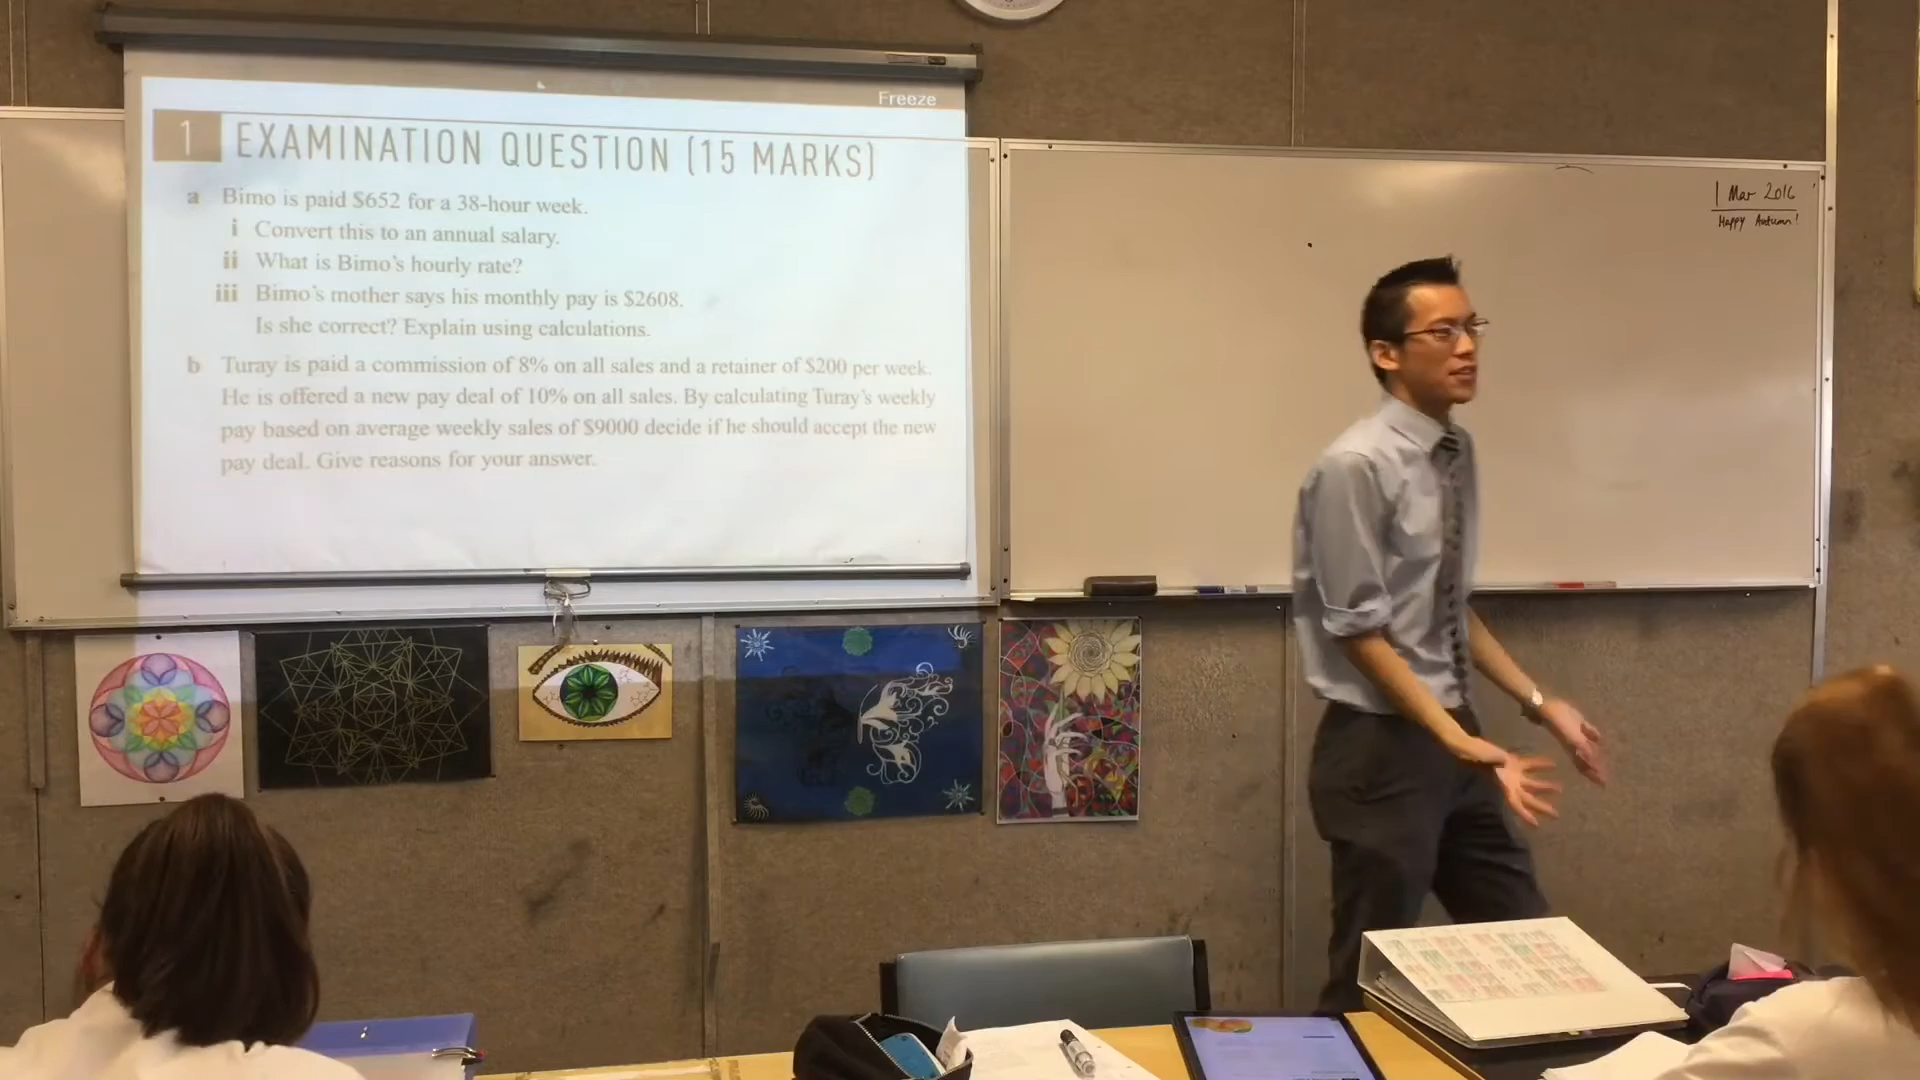 Freeze
1 EXAMINATION QUESTION (15 MARKS)
a Bimo is paid $652 for a 38-hour week.
i Convert this to an annual salary.
ii What is Bimo's hourly rate?
iii Bimo's mother says his monthly pay is $2608.
Is she correct? Explain using calculations.
b Turay is paid a commission of 8% on all sales and a retainer of $200 per week.
He is offered a new pay deal of 10% on all sales. By calculating Turay's weekly
pay based on average weekly sales of $9000 decide if he should accept the new
pay deal. Give reasons for your answer.
1 Mar 2016
Happy Autumn!